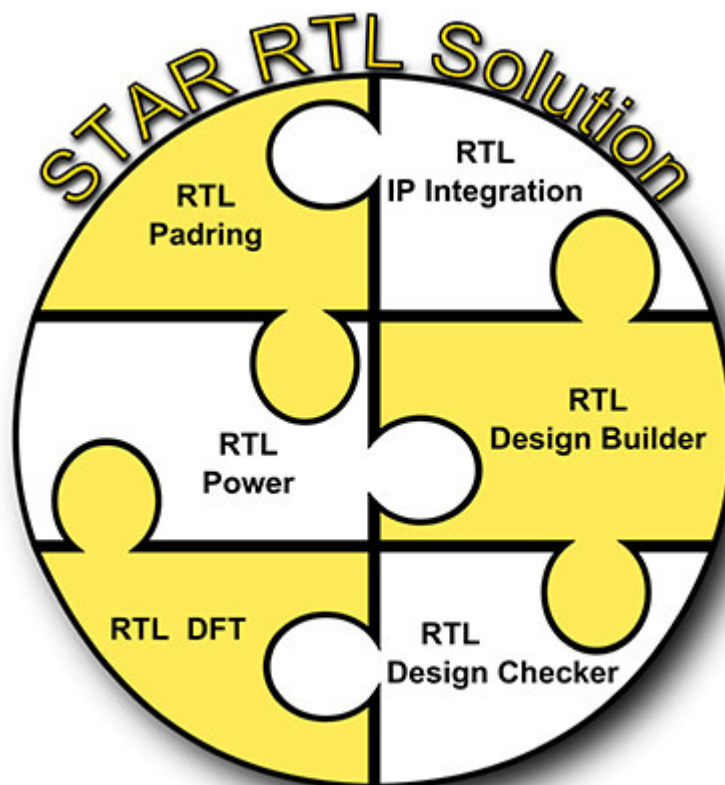 STAR RTL Solution
RTL
Padring
RTL
IP Integration
RTL
Power
RTL
Design Builder
RTL DFT
RTL
Design Checker